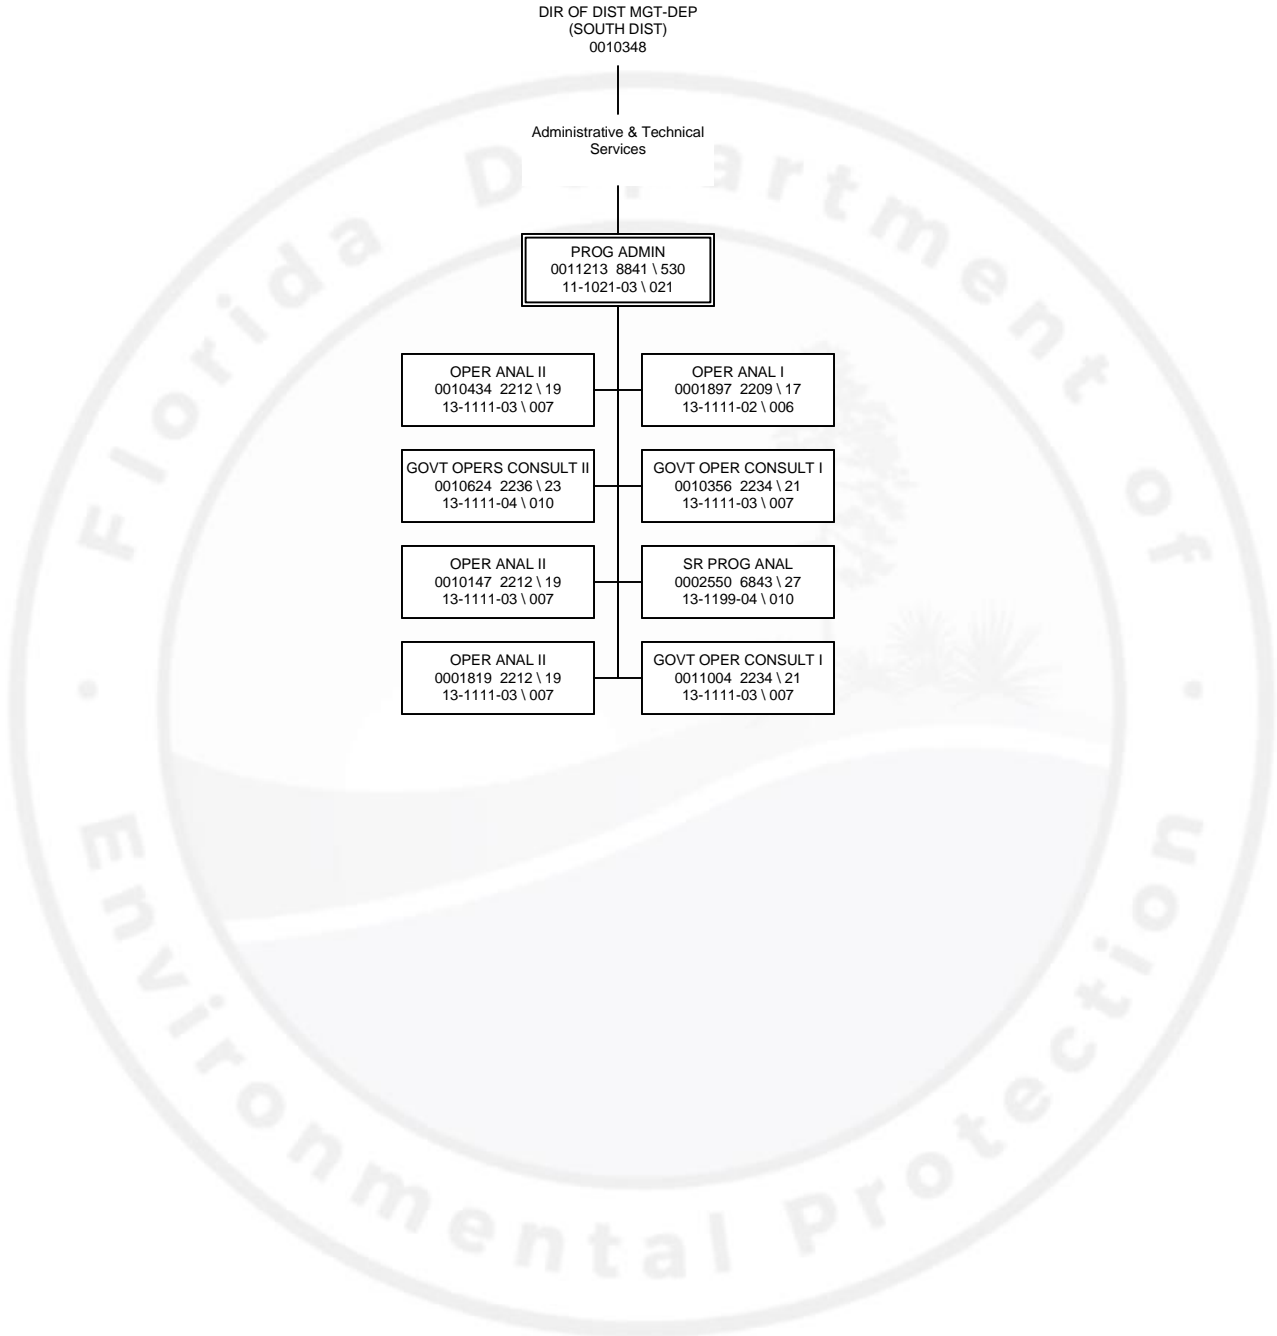 DIR OF DIST MGT-DEP
(SOUTH DIST)
0010348
Administrative & Technical
Services
PROG ADMIN
0011213 8841 \ 530
11-1021-03 \ 021
OPER ANAL II
0010434 2212 \ 19
13-1111-03 \ 007
OPER ANAL I
0001897 2209 \ 17
13-1111-02 \ 006
GOVT OPERS CONSULT II
0010624 2236 \ 23
13-1111-04 \ 010
GOVT OPER CONSULT I
0010356 2234 \ 21
13-1111-03 \ 007
OPER ANAL II
0010147 2212 \ 19
13-1111-03 \ 007
SR PROG ANAL
0002550 6843 \ 27
13-1199-04 \ 010
OPER ANAL II
0001819 2212 \ 19
13-1111-03 \ 007
GOVT OPER CONSULT I
0011004 2234 \ 21
13-1111-03 \ 007
Florida Department of
Environmental Protection